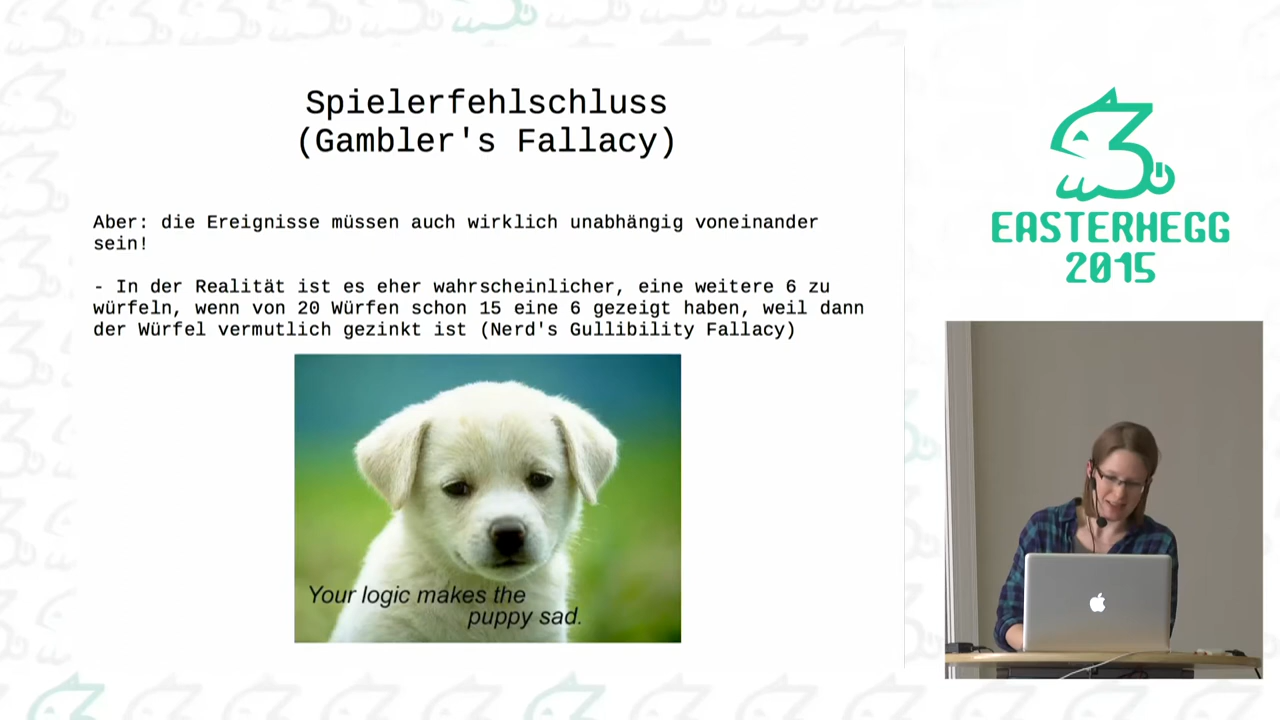 Spielerfehlschluss
(Gambler's Fallacy)
Aber: die Ereignisse müssen auch wirklich unabhängig voneinander
sein!
- In der Realität ist es eher wahrscheinlicher, eine weitere 6 zu
würfeln, wenn von 20 Würfen schon 15 eine 6 gezeigt haben, weil dann
der Würfel vermutlich gezinkt ist (Nerd's Gullibility Fallacy)
Your logic makes the
puppy sad.
EASTERHEGG
2015